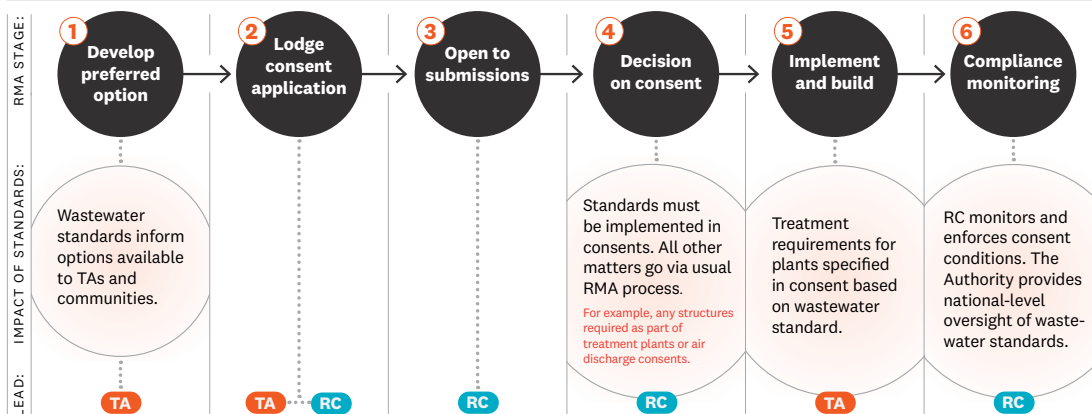 RMA STAGE:
1
Develop
preferred
option
2
Lodge
consent
application
3
Open to
submissions
4
Decision
on consent
5
Implement
and build
6
Compliance
monitoring
IMPACT OF STANDARDS:
Wastewater
standards inform
options available
to TAs and
communities.
Standards must
be implemented in
consents. All other
matters go via usual
RMA process.
For example, any structures
required as part of
treatment plants or air
discharge consents.
Treatment
requirements for
plants specified
in consent based
on wastewater
standard.
RC monitors and
enforces consent
conditions. The
Authority provides
national-level
oversight of waste-
water standards.
LEAD:
TA
TA RC
RC
RC
TA
RC